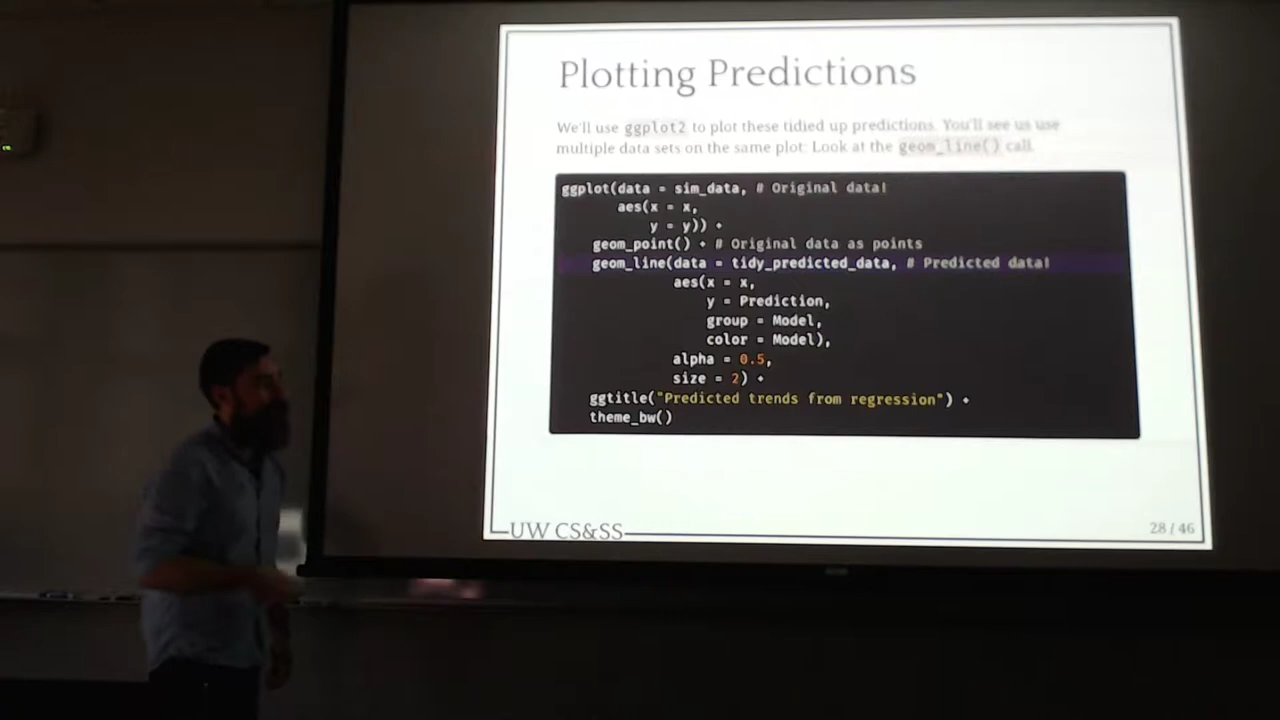 Plotting Predictions
We'll use ggplot2 to plot these tidied up predictions. You'll see us use
multiple data sets on the same plot: Look at the geom_line() call.
ggplot(data = sim_data, # Original data!
aes(x = x,
y = y)) +
geom_point() + # Original data as points
geom_line(data = tidy_predicted_data, # Predicted data!
aes(x = x,
y = Prediction,
group = Model,
color = Model),
alpha = 0.5,
size = 2) +
ggtitle("Predicted trends from regression") +
theme_bw()
UW CS&SS
28 / 46